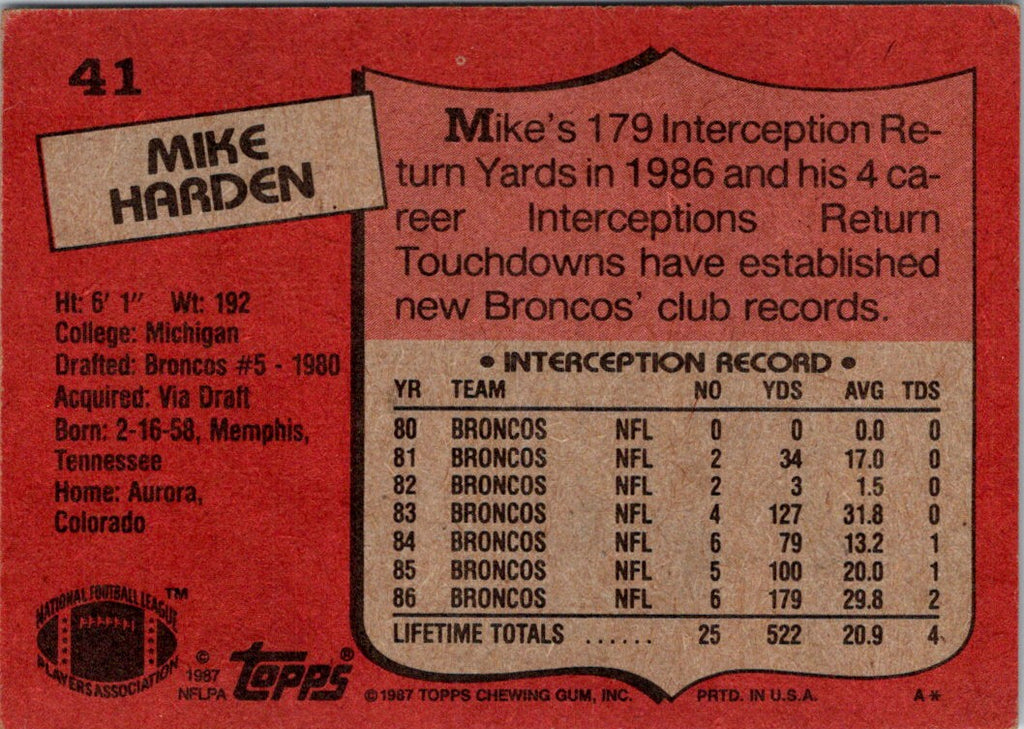 41
MIKE
HARDEN
Mike's 179 Interception Re-
turn Yards in 1986 and his 4 ca-
reer Interceptions Return
Touchdowns have established
new Broncos' club records.
Ht: 6' 1" Wt: 192
College: Michigan
Drafted: Broncos #5 - 1980
Acquired: Via Draft
Born: 2-16-58, Memphis,
Tennessee
Home: Aurora,
Colorado
• INTERCEPTION RECORD •
YR TEAM NO YDS AVG TDS
80 BRONCOS NFL 0 0 0.0 0
81 BRONCOS NFL 2 34 17.0 0
82 BRONCOS NFL 2 3 1.5 0
83 BRONCOS NFL 4 127 31.8 0
84 BRONCOS NFL 6 79 13.2 1
85 BRONCOS NFL 5 100 20.0 1
86 BRONCOS NFL 6 179 29.8 2
LIFETIME TOTALS ...... 25 522 20.9 4
NATIONAL FOOTBALL LEAGUE ™
PLAYERS ASSOCIATION
©
1987
NFLPA
Topps®
©1987 TOPPS CHEWING GUM, INC. PRTD. IN U.S.A. A*